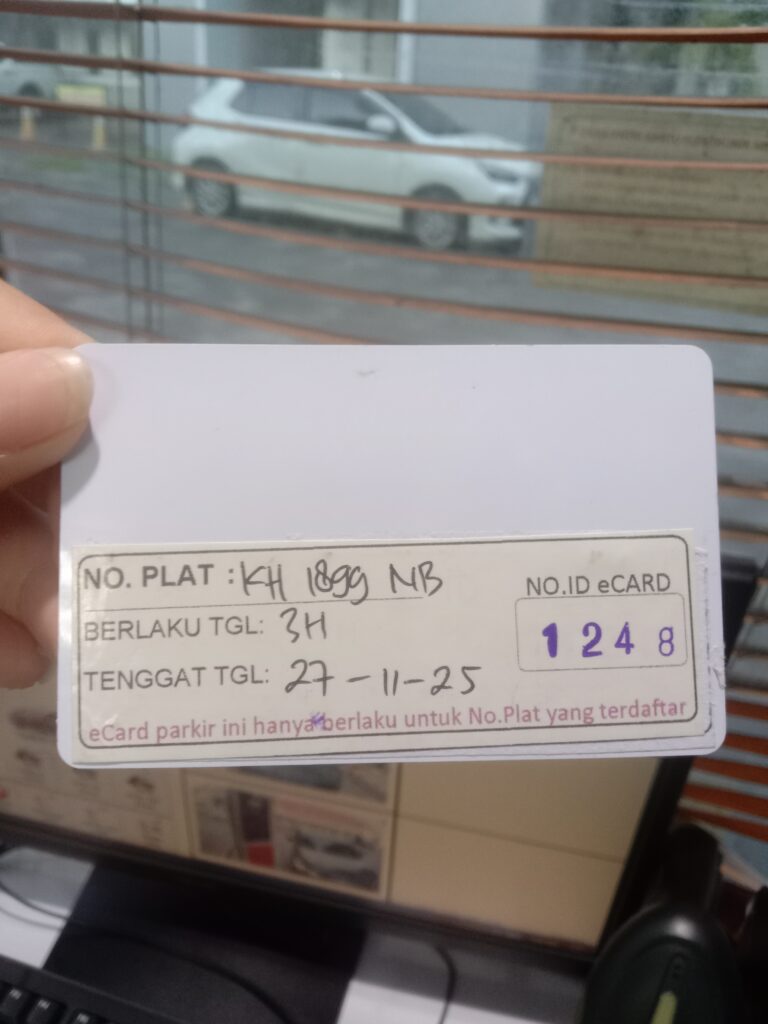 NO. PLAT : KH 1899 NB
NO.ID eCARD
BERLAKU TGL: 3H
1248
TENGGAT TGL: 27-11-25
eCard parkir ini hanya berlaku untuk No.Plat yang terdaftar